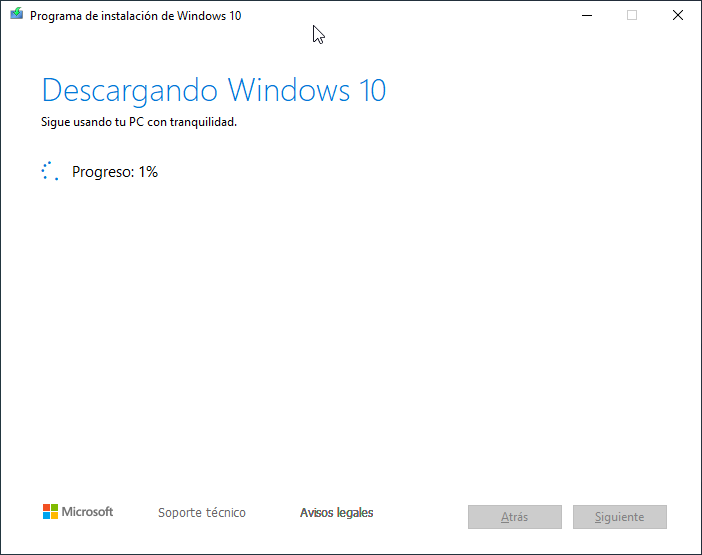 Programa de instalación de Windows 10
Descargando Windows 10
Sigue usando tu PC con tranquilidad.
Progreso: 1%
Microsoft
Soporte técnico
Avisos legales
Atrás
Siguiente